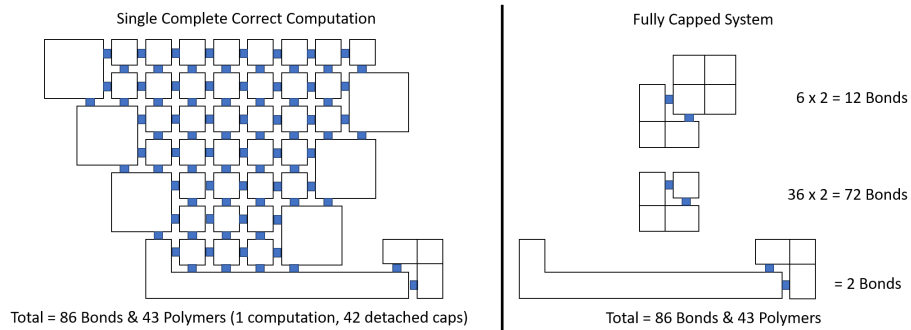 Single Complete Correct Computation
Fully Capped System
6 x 2 = 12 Bonds
36 x 2 = 72 Bonds
= 2 Bonds
Total = 86 Bonds & 43 Polymers (1 computation, 42 detached caps)
Total = 86 Bonds & 43 Polymers